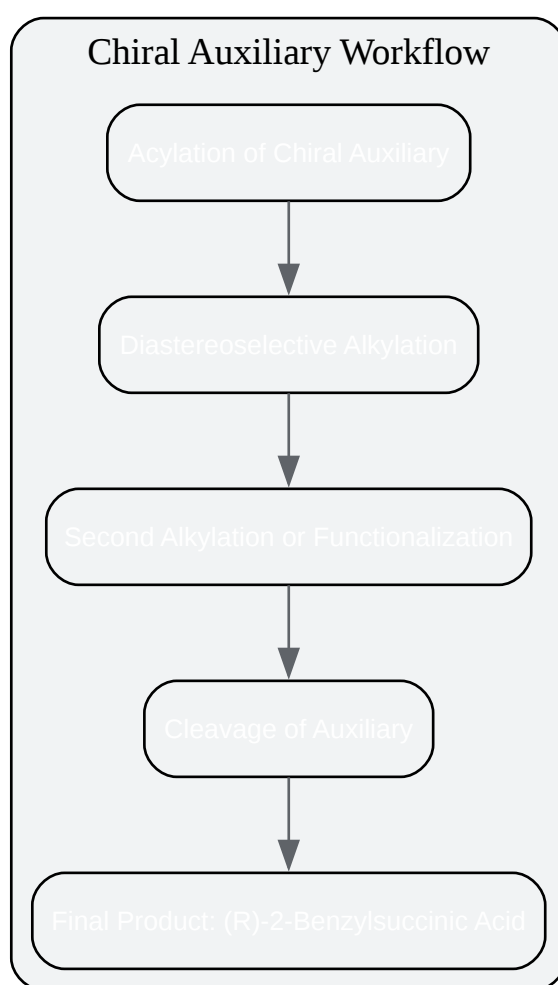 Chiral Auxiliary Workflow
Acylation of Chiral Auxiliary
Diastereoselective Alkylation
Second Alkylation or Functionalization
Cleavage of Auxiliary
Final Product: (R)-2-Benzylsuccinic Acid